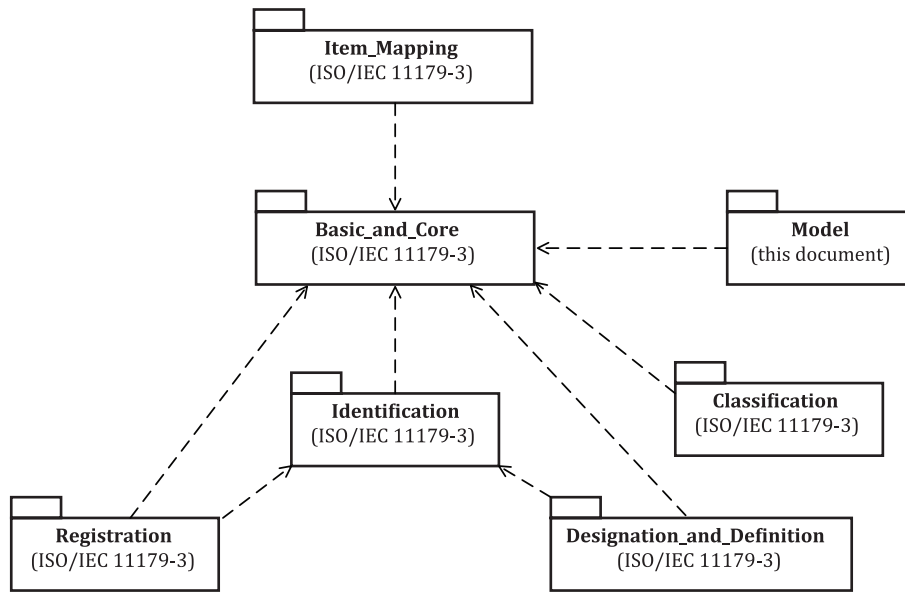 Item_Mapping
(ISO/IEC 11179-3)
Basic_and_Core
(ISO/IEC 11179-3)
Model
(this document)
Classification
(ISO/IEC 11179-3)
Identification
(ISO/IEC 11179-3)
Registration
(ISO/IEC 11179-3)
Designation_and_Definition
(ISO/IEC 11179-3)